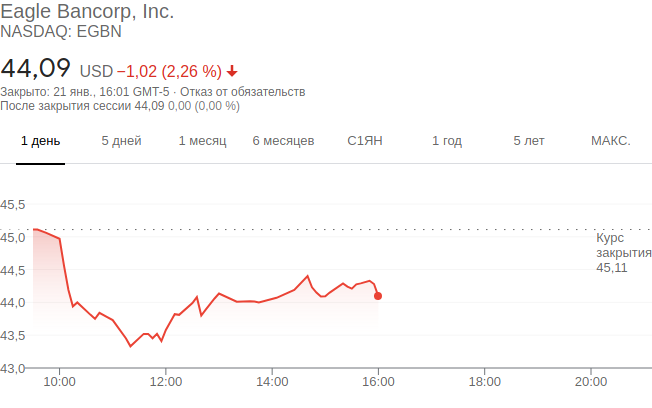 Eagle Bancorp, Inc.
NASDAQ: EGBN
44,09 USD −1,02 (2,26 %)
Закрыто: 21 янв., 16:01 GMT-5 · Отказ от обязательств
После закрытия сессии 44,09 0,00 (0,00 %)
1 день 5 дней 1 месяц 6 месяцев С1ЯН 1 год 5 лет МАКС.
45,5
45,0
Курс
закрытия
45,11
44,5
44,0
43,5
43,0
10:00 12:00 14:00 16:00 18:00 20:00